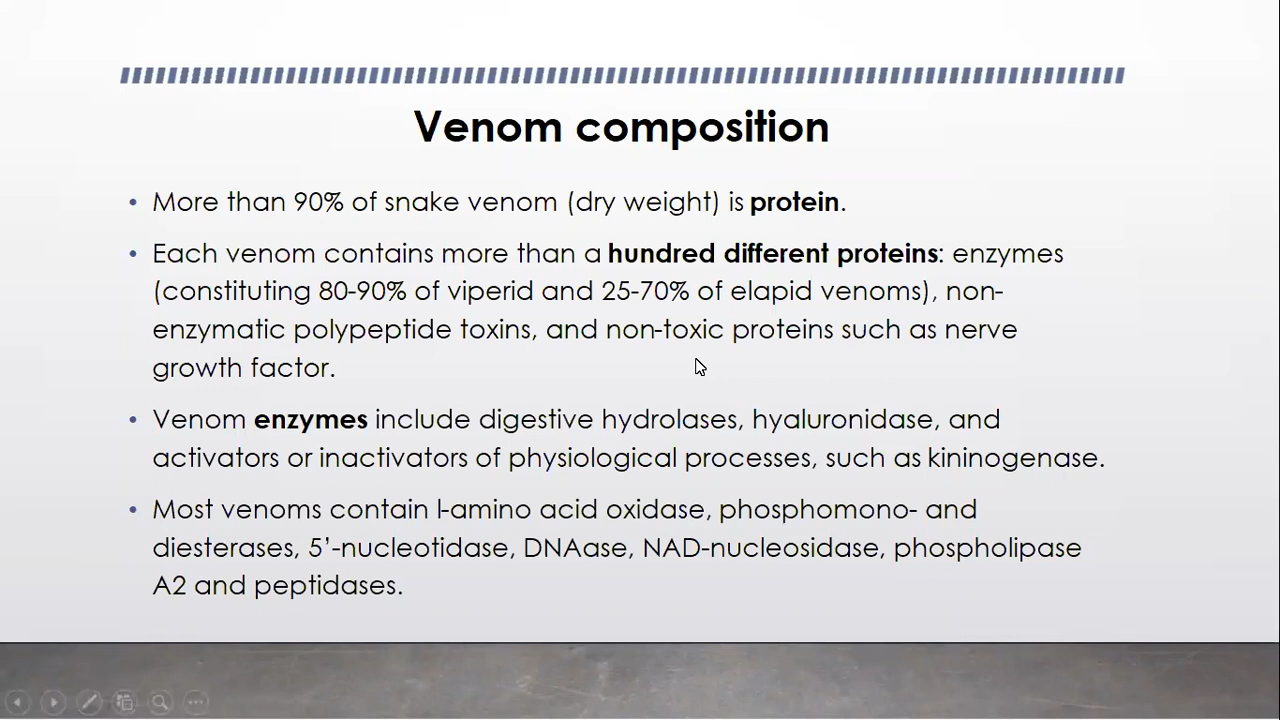 Venom composition
• More than 90% of snake venom (dry weight) is protein.
• Each venom contains more than a hundred different proteins: enzymes
(constituting 80-90% of viperid and 25-70% of elapid venoms), non-
enzymatic polypeptide toxins, and non-toxic proteins such as nerve
growth factor.
• Venom enzymes include digestive hydrolases, hyaluronidase, and
activators or inactivators of physiological processes, such as kininogenase.
• Most venoms contain l-amino acid oxidase, phosphomono- and
diesterases, 5’-nucleotidase, DNAase, NAD-nucleosidase, phospholipase
A2 and peptidases.